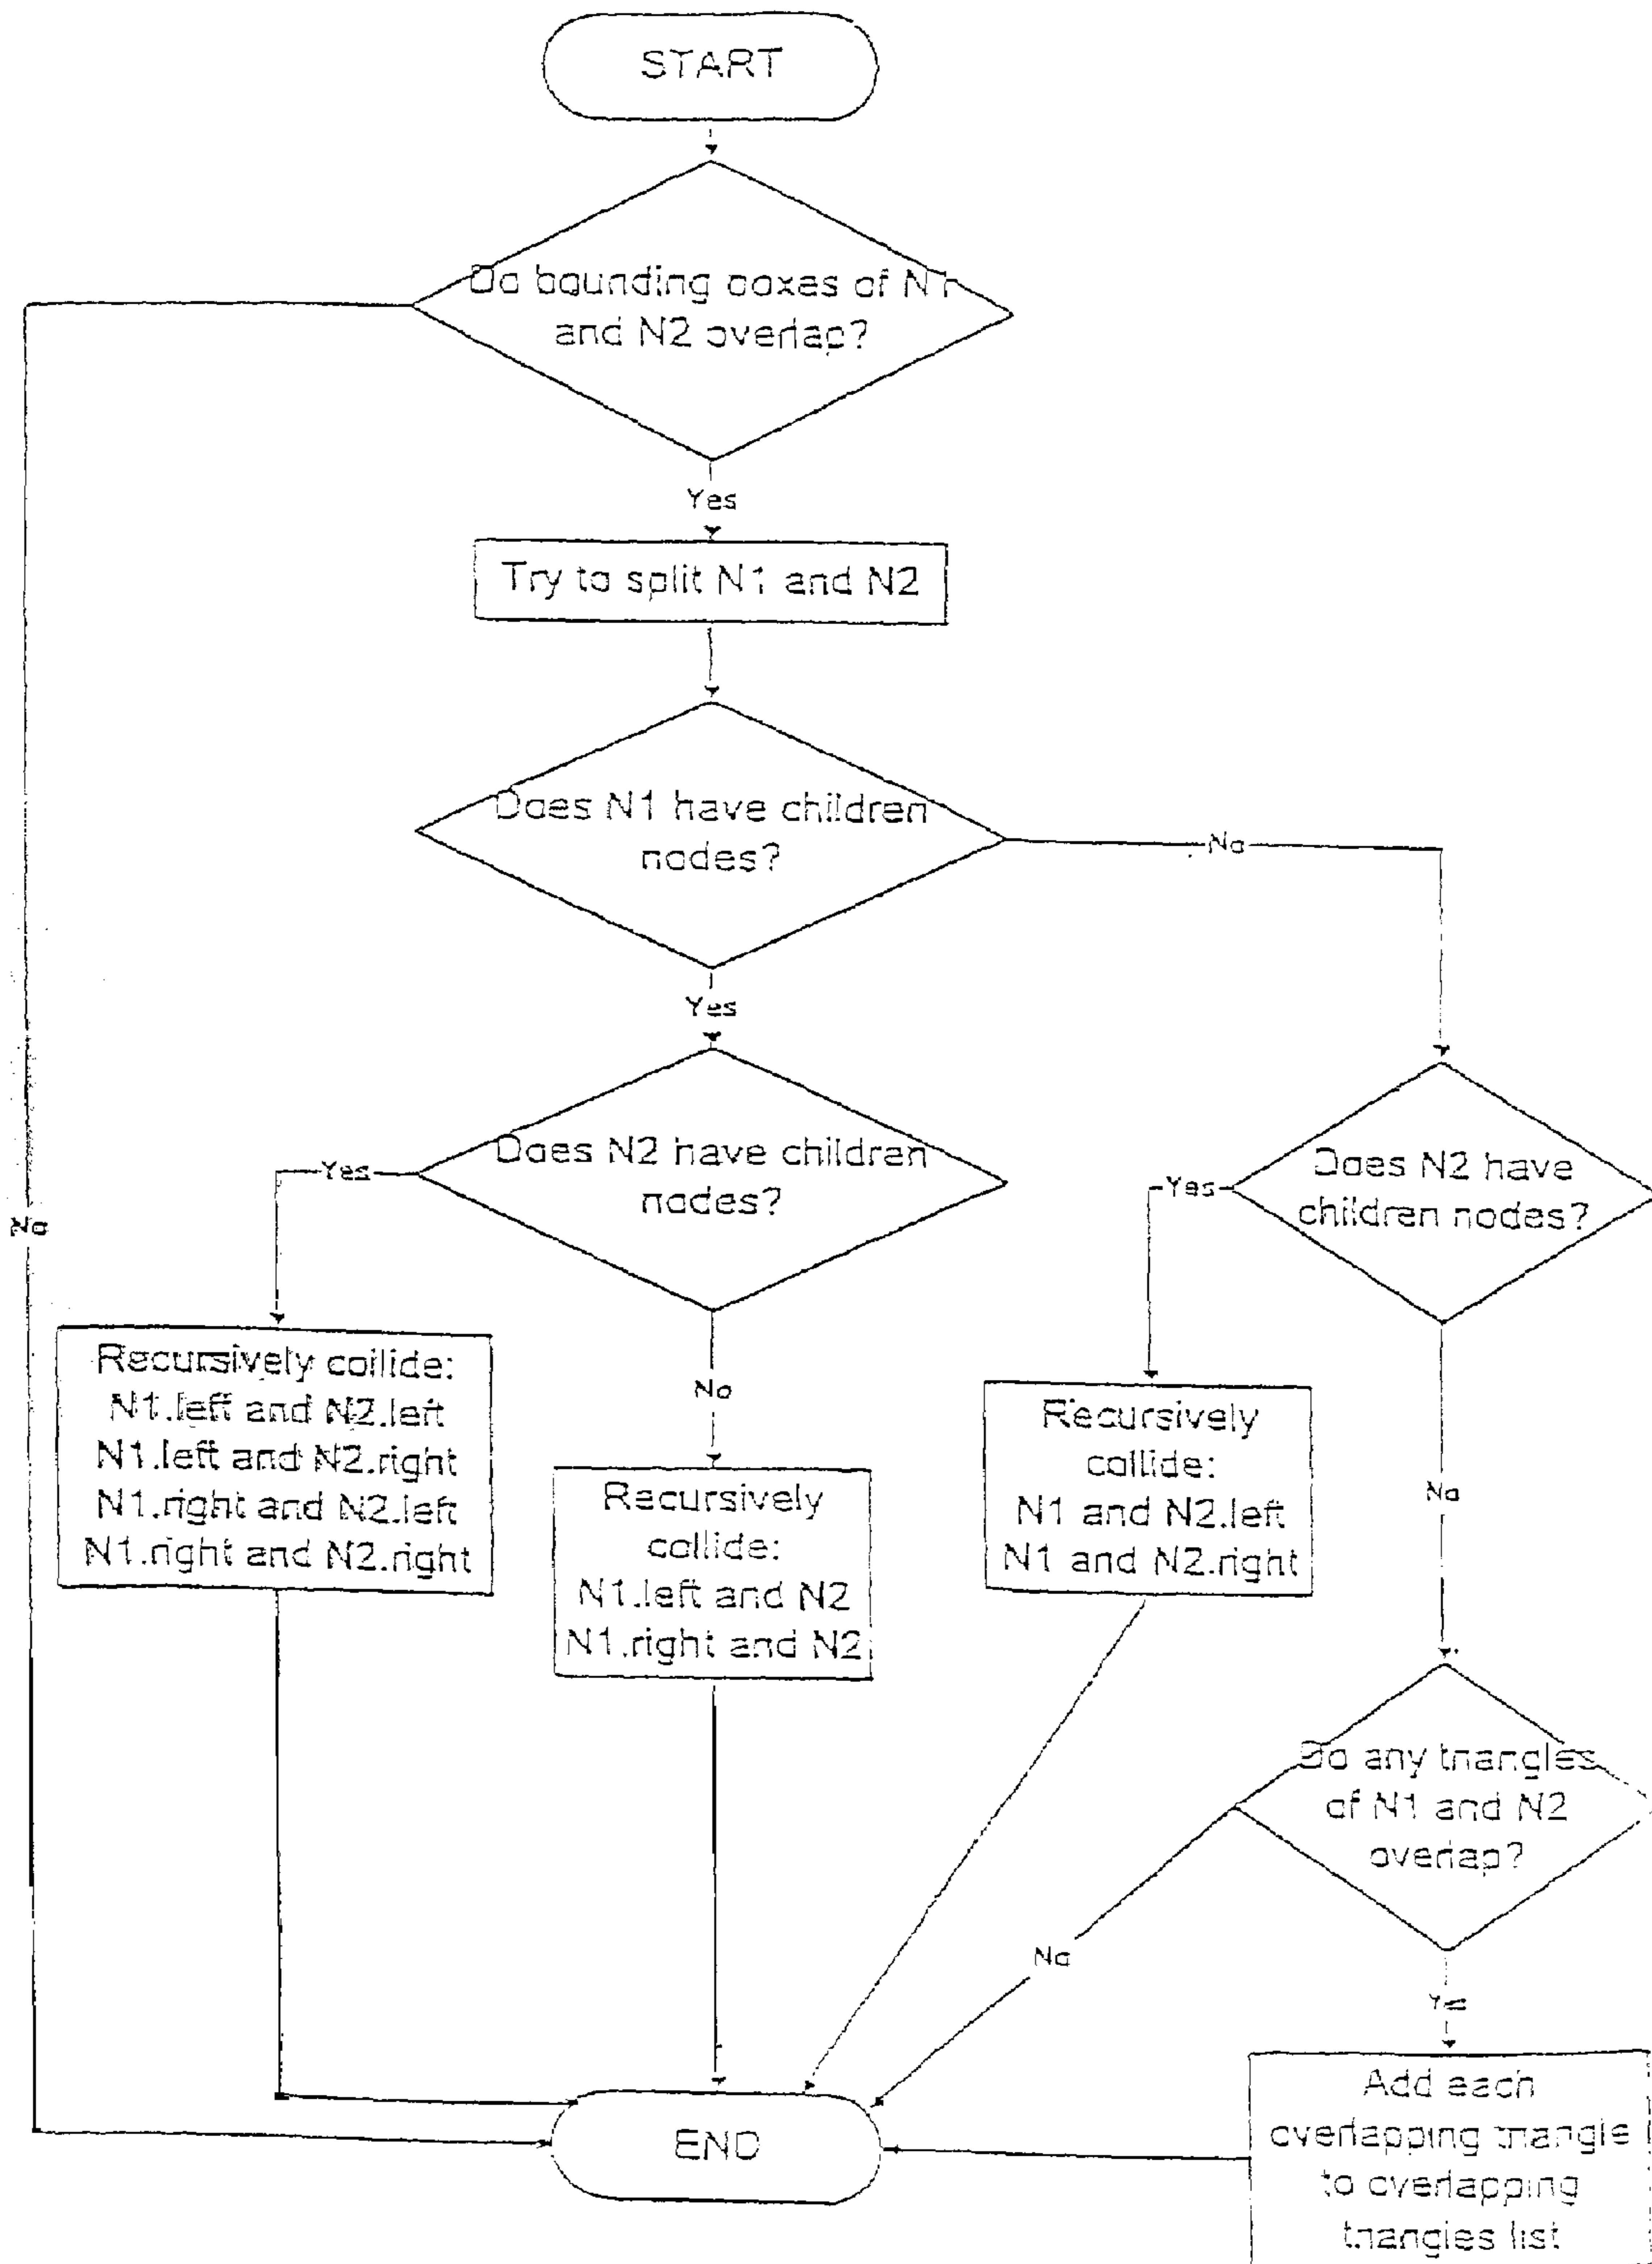 START
Do bounding boxes of N1
and N2 overlap?
Yes
Try to split N1 and N2
Does N1 have children
nodes?
No
Yes
Does N2 have children
nodes?
Yes
Does N2 have
children nodes?
Yes
No
Recursively collide:
N1.left and N2.left
N1.left and N2.right
N1.right and N2.left
N1.right and N2.right
No
Recursively
collide:
N1.left and N2
N1.right and N2
Recursively
collide:
N1 and N2.left
N1 and N2.right
No
Do any triangles
of N1 and N2
overlap?
No
Yes
Add each
overlapping triangle
to overlapping
triangles list
END